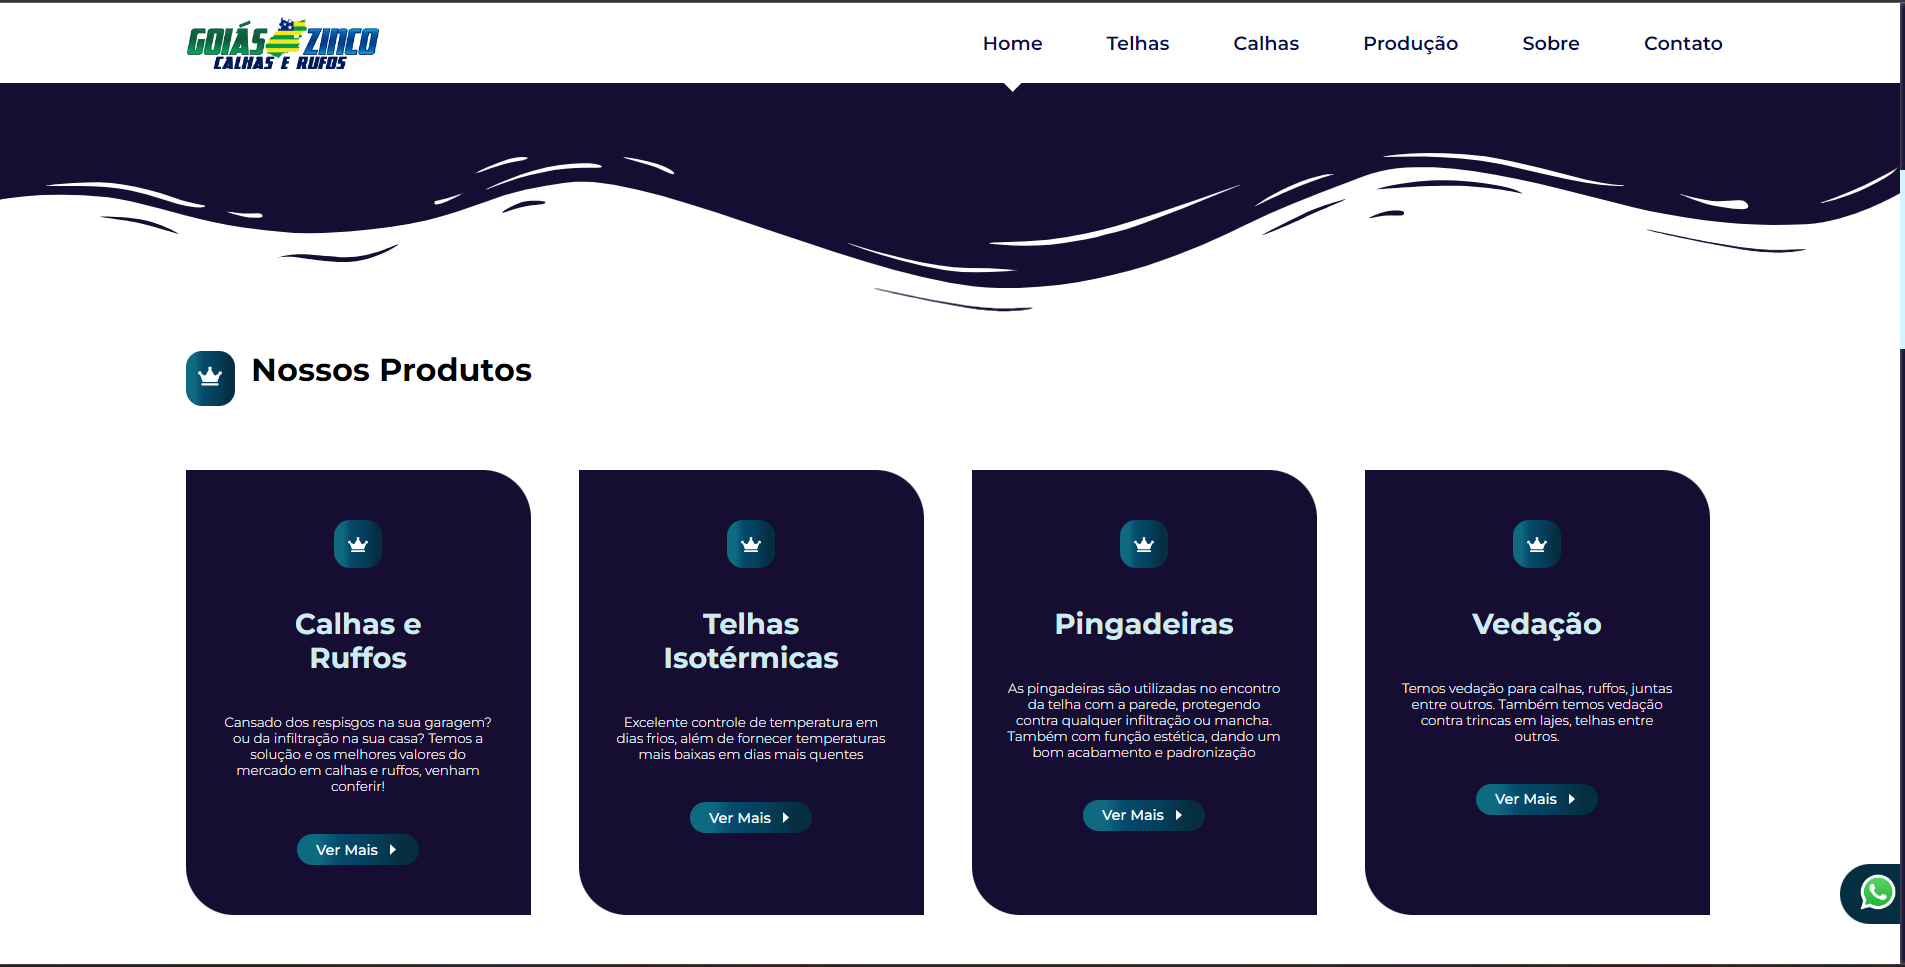 GOIÁS ZINCO
CALHAS E RUFOS
Home
Telhas
Calhas
Produção
Sobre
Contato
Nossos Produtos
Calhas e
Ruffos
Cansado dos respisgos na sua garagem?
ou da infiltração na sua casa? Temos a
solução e os melhores valores do
mercado em calhas e ruffos, venham
conferir!
Ver Mais
Telhas
Isotérmicas
Excelente controle de temperatura em
dias frios, além de fornecer temperaturas
mais baixas em dias mais quentes
Ver Mais
Pingadeiras
As pingadeiras são utilizadas no encontro
da telha com a parede, protegendo
contra qualquer infiltração ou mancha.
Também com função estética, dando um
bom acabamento e padronização
Ver Mais
Vedação
Temos vedação para calhas, ruffos, juntas
entre outros. Também temos vedação
contra trincas em lajes, telhas entre
outros.
Ver Mais